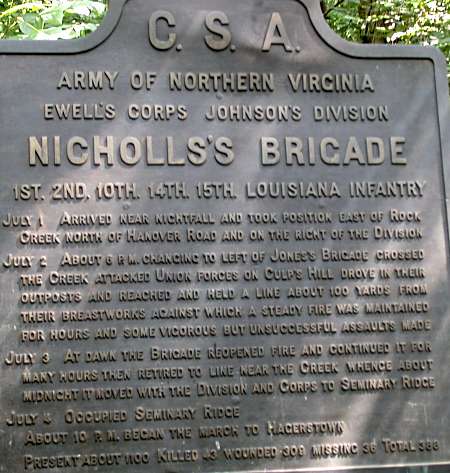 C. S. A.
ARMY OF NORTHERN VIRGINIA
EWELL'S CORPS JOHNSON'S DIVISION
NICHOLLS'S BRIGADE
1ST. 2ND. 10TH. 14TH. 15TH. LOUISIANA INFANTRY
JULY 1 ARRIVED NEAR NIGHTFALL AND TOOK POSITION EAST OF ROCK
CREEK NORTH OF HANOVER ROAD AND ON THE RIGHT OF THE DIVISION
JULY 2 ABOUT 6 P.M. CHANGING TO LEFT OF JONES'S BRIGADE CROSSED
THE CREEK ATTACKED UNION FORCES ON CULP'S HILL DROVE IN THEIR
OUTPOSTS AND REACHED AND HELD A LINE ABOUT 100 YARDS FROM
THEIR BREASTWORKS AGAINST WHICH A STEADY FIRE WAS MAINTAINED
FOR HOURS AND SOME VIGOROUS BUT UNSUCCESSFUL ASSAULTS MADE
JULY 3 AT DAWN THE BRIGADE REOPENED FIRE AND CONTINUED IT FOR
MANY HOURS THEN RETIRED TO LINE NEAR THE CREEK WHENCE ABOUT
MIDNIGHT IT MOVED WITH THE DIVISION AND CORPS TO SEMINARY RIDGE
JULY 4 OCCUPIED SEMINARY RIDGE
ABOUT 10 P.M. BEGAN THE MARCH TO HAGERSTOWN
PRESENT ABOUT 1100 KILLED 43 WOUNDED 309 MISSING 36 TOTAL 388